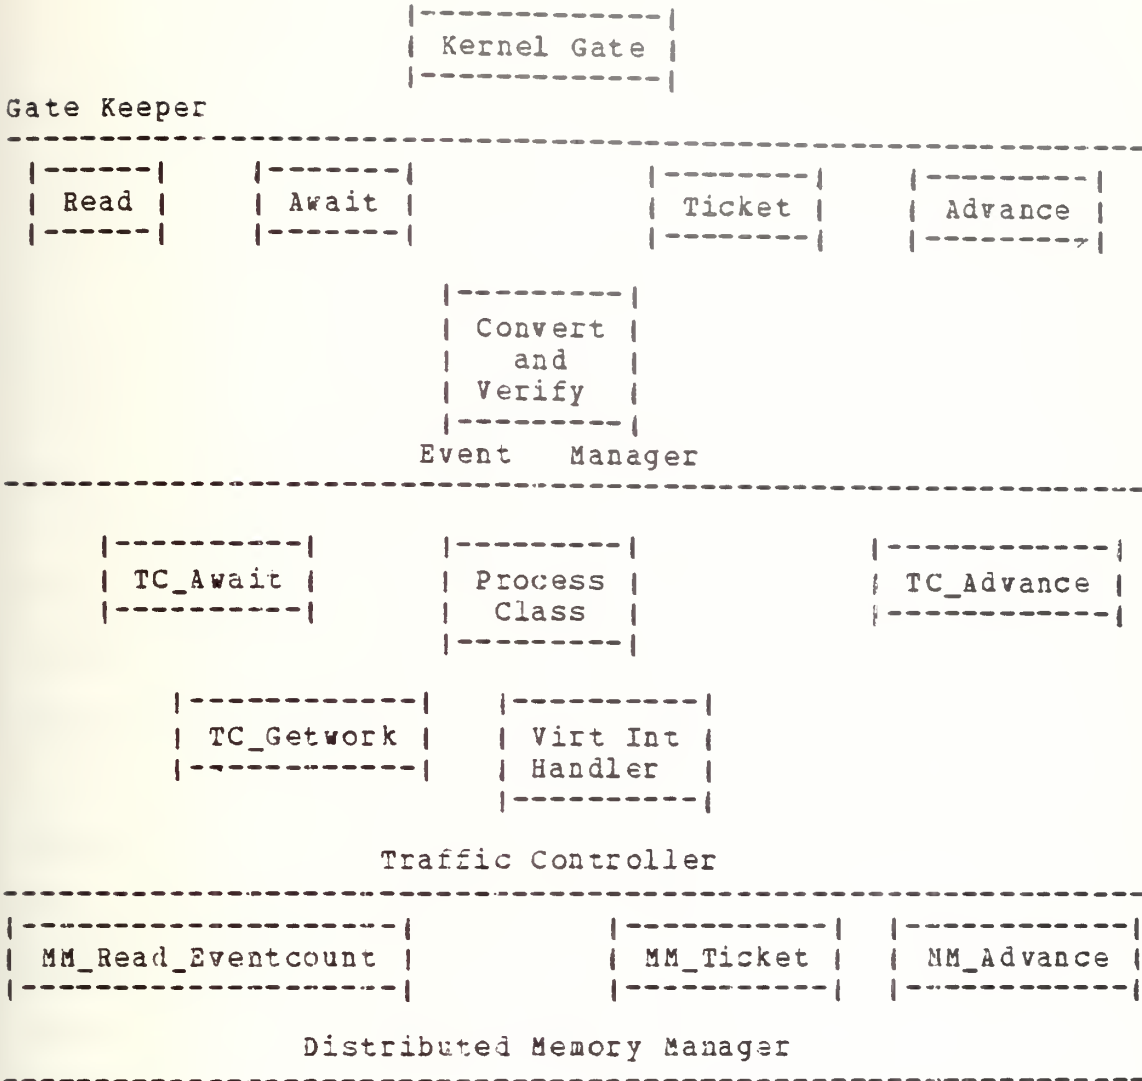 Kernel Gate
Gate Keeper
Read Await Ticket Advance
Convert
and
Verify
Event Manager
TC_Await Process TC_Advance
Class
TC_Getwork Virt Int
Handler
Traffic Controller
MM_Read_Eventcount MM_Ticket MM_Advance
Distributed Memory Manager